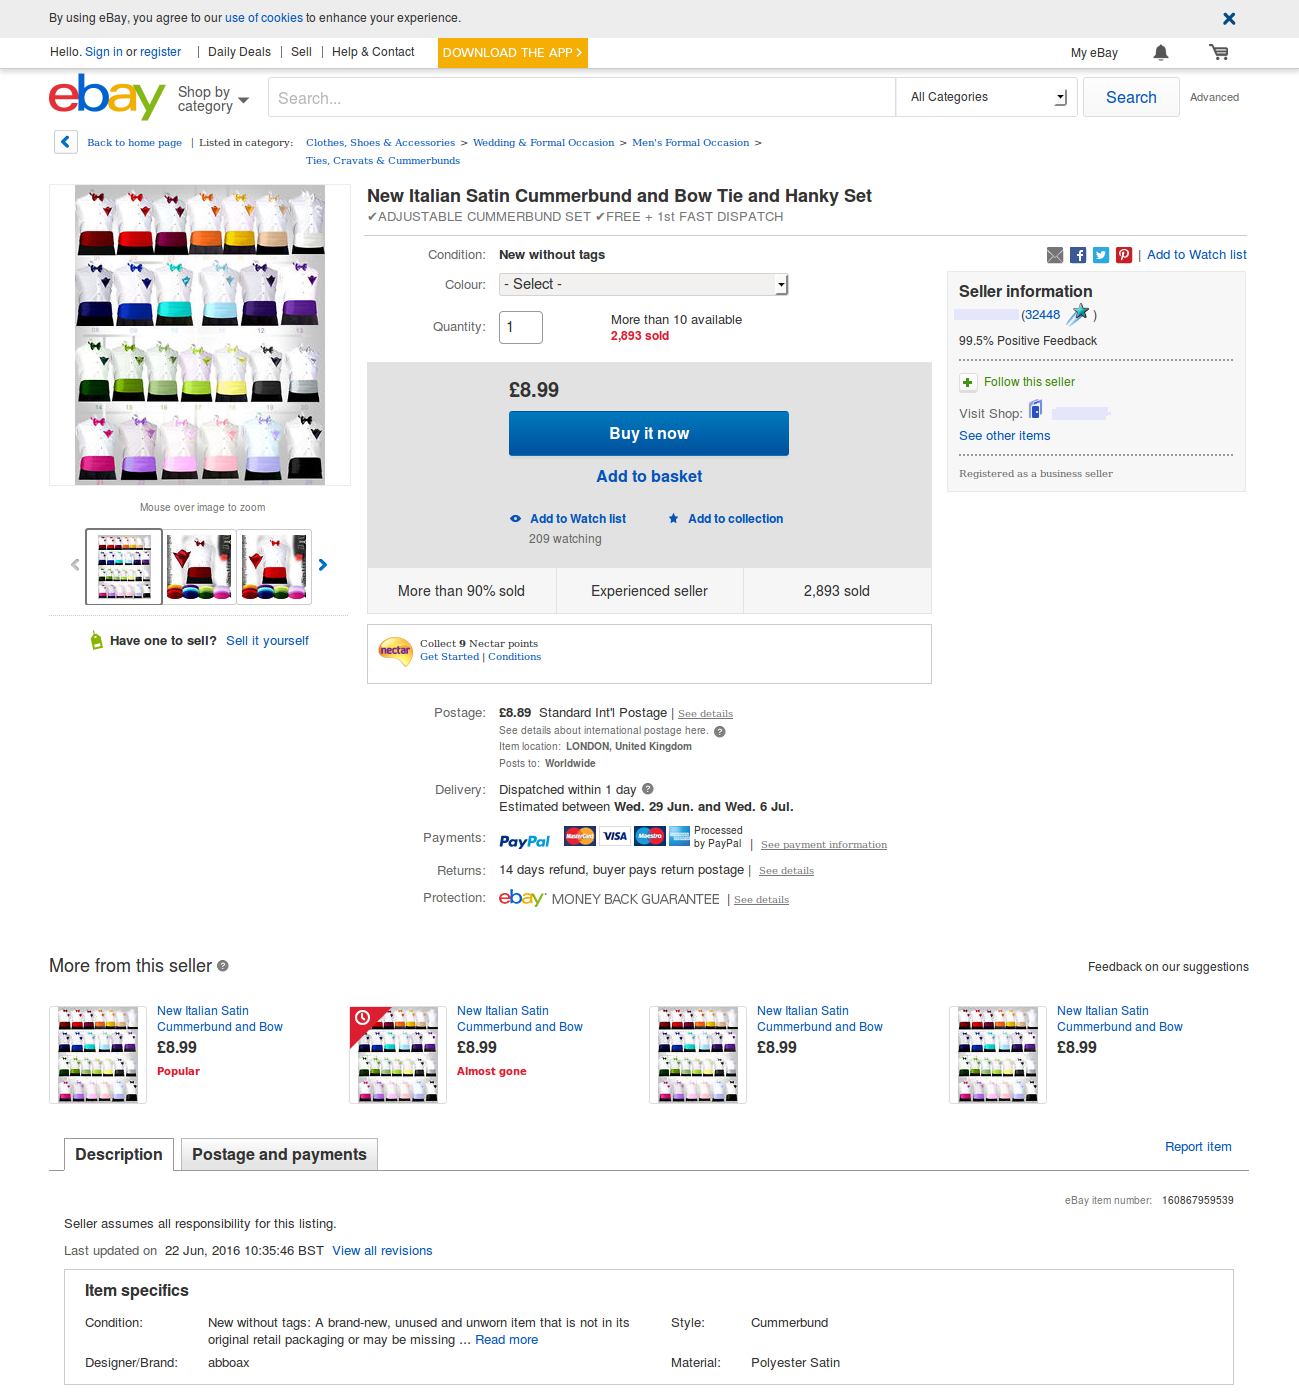 By using eBay, you agree to our use of cookies to enhance your experience.
Hello. Sign in or register | Daily Deals | Sell | Help & Contact DOWNLOAD THE APP > My eBay
ebay Shop by category Search... All Categories Search Advanced
Back to home page | Listed in category: Clothes, Shoes & Accessories > Wedding & Formal Occasion > Men's Formal Occasion >
Ties, Cravats & Cummerbunds
New Italian Satin Cummerbund and Bow Tie and Hanky Set
✔ADJUSTABLE CUMMERBUND SET ✔FREE + 1st FAST DISPATCH
Condition: New without tags
Colour: - Select -
Quantity: 1 More than 10 available
2,893 sold
£8.99
Buy it now
Add to basket
Add to Watch list Add to collection
209 watching
More than 90% sold Experienced seller 2,893 sold
| Add to Watch list
Seller information
(32448 )
99.5% Positive Feedback
Follow this seller
Visit Shop:
See other items
Registered as a business seller
Mouse over image to zoom
Have one to sell? Sell it yourself
nectar Collect 9 Nectar points
Get Started | Conditions
Postage: £8.89 Standard Int'l Postage | See details
See details about international postage here. ?
Item location: LONDON, United Kingdom
Posts to: Worldwide
Delivery: Dispatched within 1 day ?
Estimated between Wed. 29 Jun. and Wed. 6 Jul.
Payments: PayPal MasterCard VISA Maestro Processed by PayPal | See payment information
Returns: 14 days refund, buyer pays return postage | See details
Protection: ebay MONEY BACK GUARANTEE | See details
More from this seller ? Feedback on our suggestions
New Italian Satin
Cummerbund and Bow
£8.99
Popular
New Italian Satin
Cummerbund and Bow
£8.99
Almost gone
New Italian Satin
Cummerbund and Bow
£8.99
New Italian Satin
Cummerbund and Bow
£8.99
Description Postage and payments Report item
eBay item number: 160867959539
Seller assumes all responsibility for this listing.
Last updated on 22 Jun, 2016 10:35:46 BST View all revisions
Item specifics
Condition: New without tags: A brand-new, unused and unworn item that is not in its
original retail packaging or may be missing ... Read more
Style: Cummerbund
Designer/Brand: abboax Material: Polyester Satin